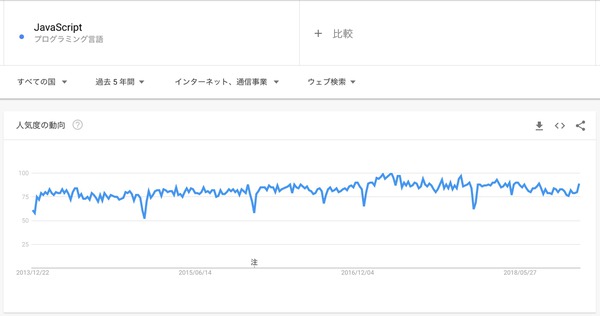 JavaScript
プログラミング言語
+ 比較
すべての国
過去 5 年間
インターネット、通信事業
ウェブ検索
人気度の動向
100
75
50
25
注
2013/12/22
2015/06/14
2016/12/04
2018/05/27